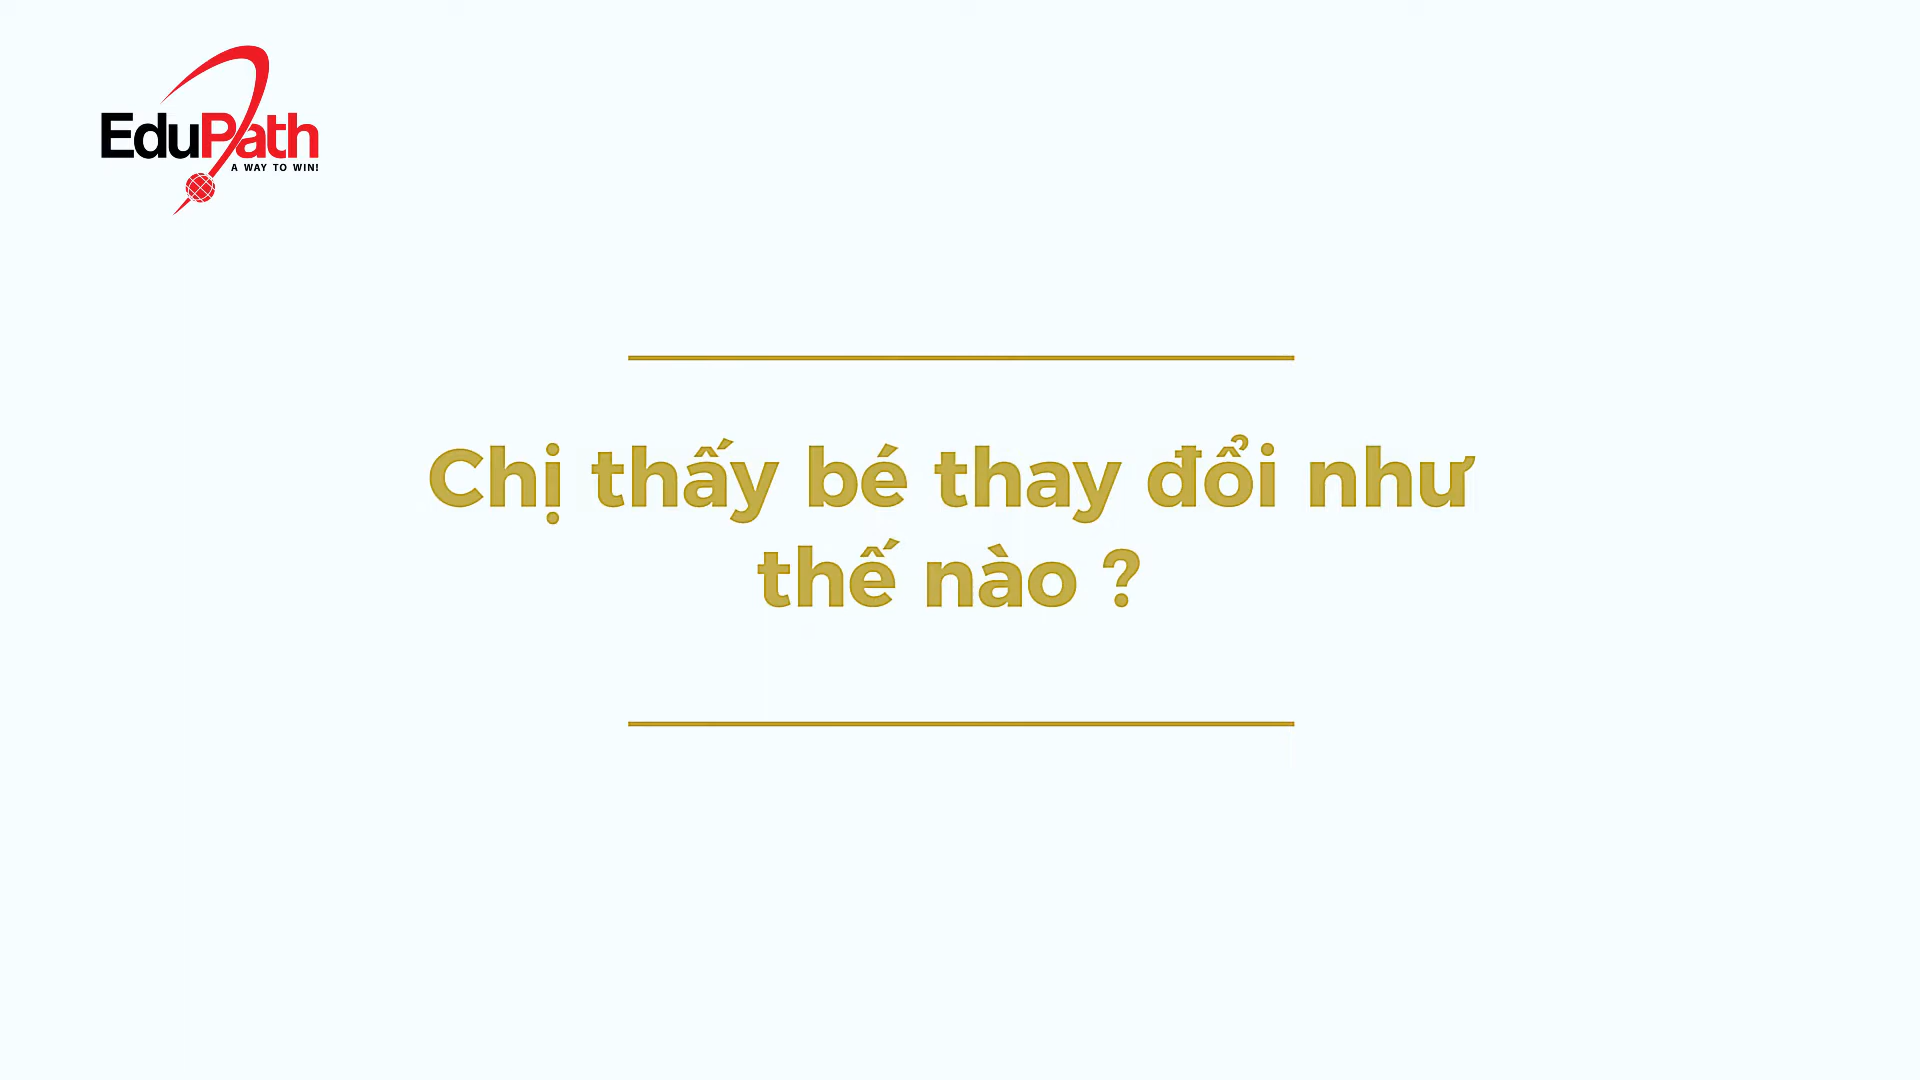 EduPath
A WAY TO WIN!
Chị thấy bé thay đổi như
thế nào ?